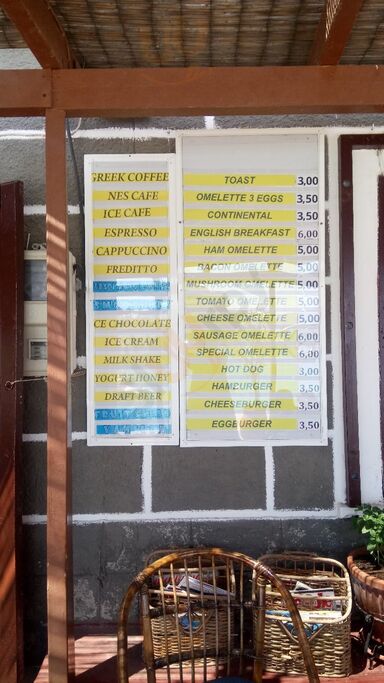 GREEK COFFEE
NES CAFE
ICE CAFE
ESPRESSO
CAPPUCCINO
FREDITTO
CE CHOCOLATE
ICE CREAM
MILK SHAKE
YOGURT HONEY
DRAFT BEER
TOAST 3,00
OMELETTE 3 EGGS 3,50
CONTINENTAL 3,50
ENGLISH BREAKFAST 6,00
HAM OMELETTE 5,00
BACON OMELETTE 5,00
MUSHROOM OMELETTE 5,00
TOMATO OMELETTE 5,00
CHEESE OMELETTE 5,00
SAUSAGE OMELETTE 6,00
SPECIAL OMELETTE 6,00
HOT DOG 3,00
HAMBURGER 3,50
CHEESEBURGER 3,50
EGGBURGER 3,50